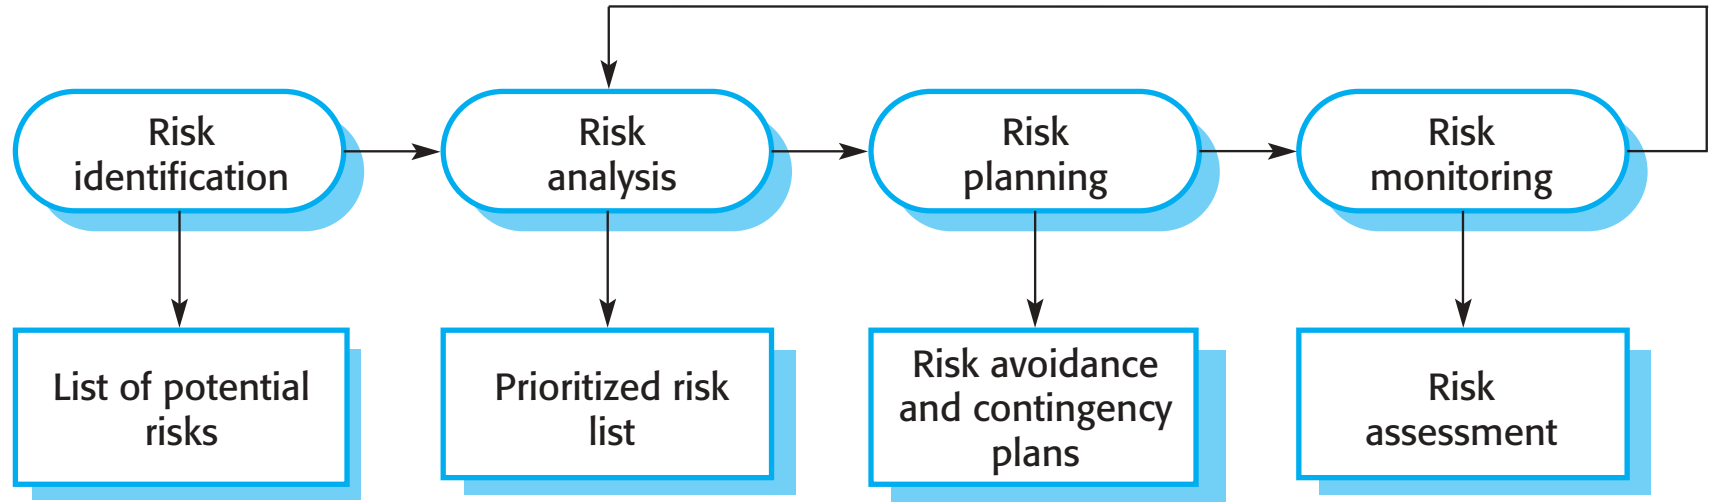 Risk
identification
Risk
analysis
Risk
planning
Risk
monitoring
List of potential
risks
Prioritized risk
list
Risk avoidance
and contingency
plans
Risk
assessment